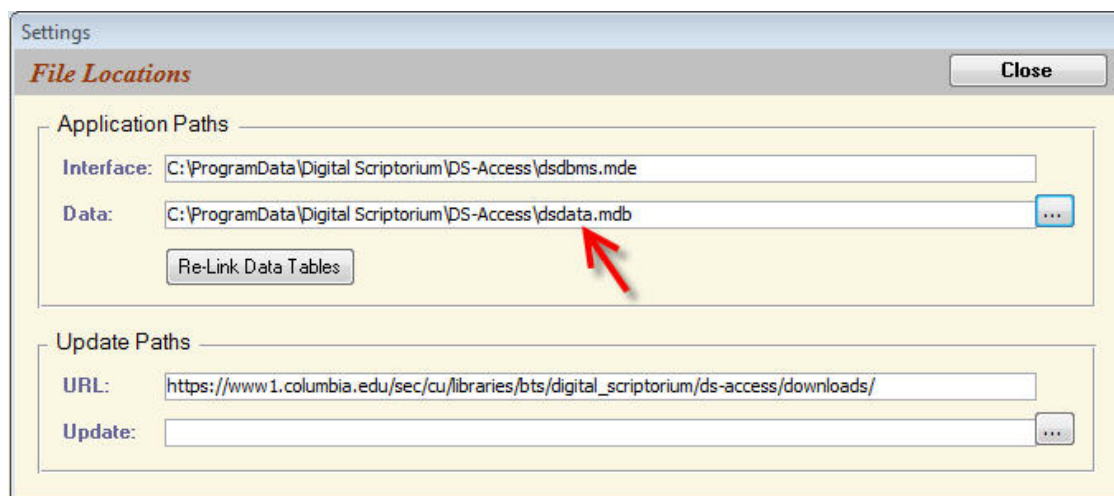 Settings
File Locations
Close
Application Paths
Interface: C:\ProgramData\Digital Scriptorium\DS-Access\dsdbms.mde
Data: C:\ProgramData\Digital Scriptorium\DS-Access\dsdata.mdb ...
Re-Link Data Tables
Update Paths
URL: https://www1.columbia.edu/sec/cu/libraries/bts/digital_scriptorium/ds-access/downloads/
Update: ...